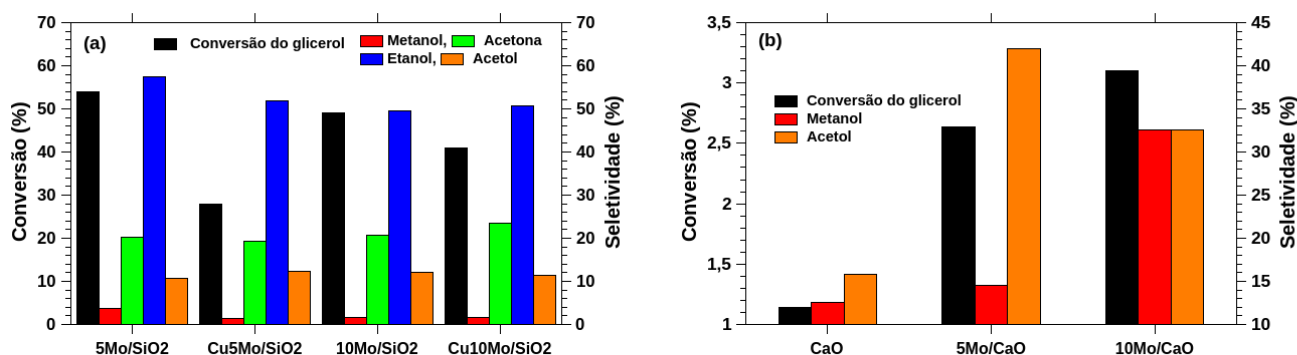 (a)
Conversão do glicerol
Metanol, Acetona
Etanol, Acetol
Conversão (%)
70
60
50
40
30
20
10
0
Seletividade (%)
70
60
50
40
30
20
10
0
5Mo/SiO2 Cu5Mo/SiO2 10Mo/SiO2 Cu10Mo/SiO2
(b)
Conversão do glicerol
Metanol
Acetol
Conversão (%)
3,5
3
2,5
2
1,5
1
Seletividade (%)
45
40
35
30
25
20
15
10
CaO 5Mo/CaO 10Mo/CaO